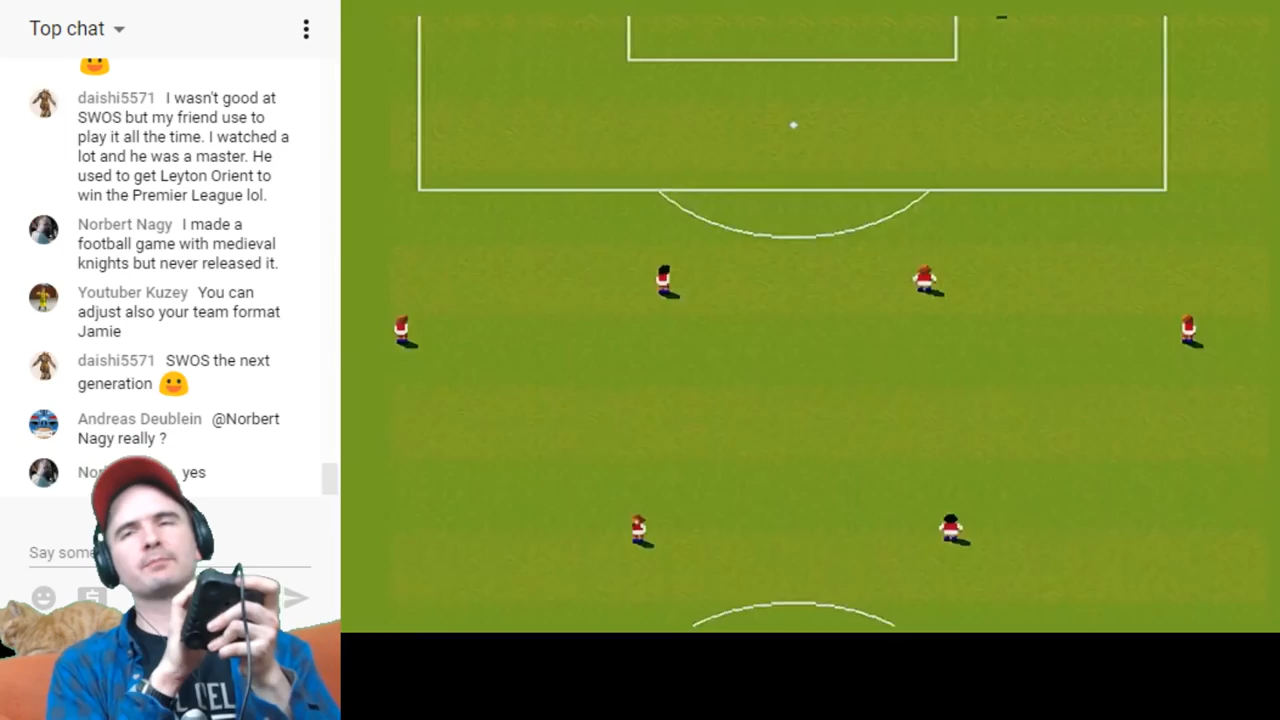 Top chat
daishi5571 I wasn't good at
SWOS but my friend use to
play it all the time. I watched a
lot and he was a master. He
used to get Leyton Orient to
win the Premier League lol.
Norbert Nagy I made a
football game with medieval
knights but never released it.
Youtuber Kuzey You can
adjust also your team format
Jamie
daishi5571 SWOS the next
generation
Andreas Deublein @Norbert
Nagy really ?
yes
Say